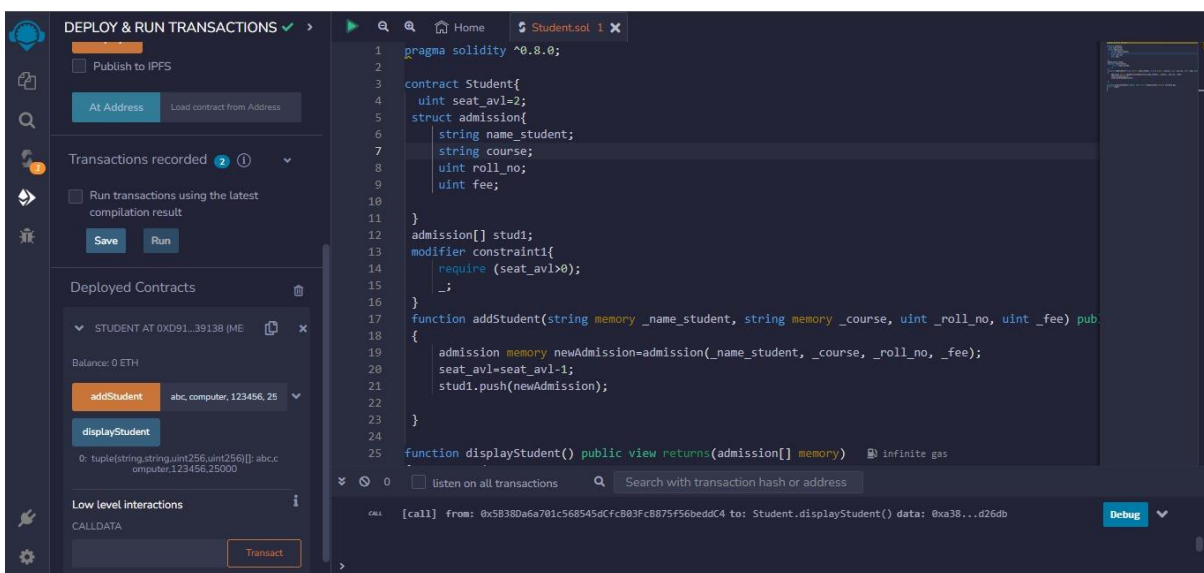 DEPLOY & RUN TRANSACTIONS
Publish to IPFS
At Address Load contract from Address
Transactions recorded 2 i
Run transactions using the latest
compilation result
Save Run
Deployed Contracts
STUDENT AT 0XD91...39138 (ME
Balance: 0 ETH
addStudent abc, computer, 123456, 25
displayStudent
0: tuple(string,string,uint256,uint256)[]: abc,c
omputer,123456,25000
Low level interactions i
CALLDATA
Transact
Home Student.sol 1
1 pragma solidity ^0.8.0;
2
3 contract Student{
4 uint seat_avl=2;
5 struct admission{
6 string name_student;
7 string course;
8 uint roll_no;
9 uint fee;
10
11 }
12 admission[] stud1;
13 modifier constraint1{
14 require (seat_avl>0);
15 _;
16 }
17 function addStudent(string memory _name_student, string memory _course, uint _roll_no, uint _fee) pub
18 {
19 admission memory newAdmission=admission(_name_student, _course, _roll_no, _fee);
20 seat_avl=seat_avl-1;
21 stud1.push(newAdmission);
22
23 }
24
25 function displayStudent() public view returns(admission[] memory) infinite gas
0 listen on all transactions Search with transaction hash or address
CALL [call] from: 0x5B38Da6a701c568545dCfcB03FcB875f56beddC4 to: Student.displayStudent() data: 0xa38...d26db
Debug
>